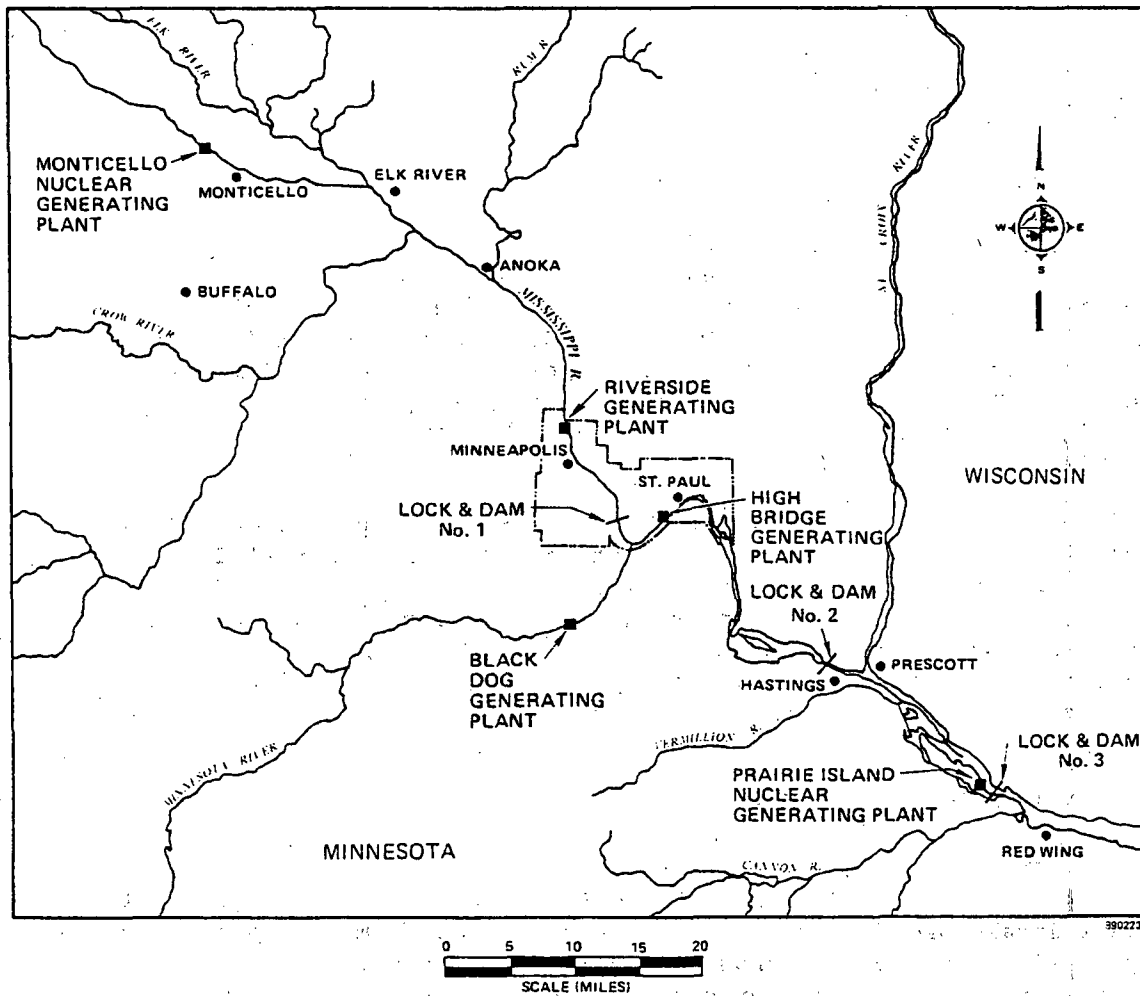 ELK
RIVER
RUM R.
MONTICELLO
NUCLEAR
GENERATING
PLANT
MONTICELLO
ELK RIVER
ST. CROIX
RIVER
N
W
E
S
ANOKA
BUFFALO
CROW RIVER
MISSISSIPPI R.
RIVERSIDE
GENERATING
PLANT
MINNEAPOLIS
ST. PAUL
WISCONSIN
LOCK & DAM
No. 1
HIGH
BRIDGE
GENERATING
PLANT
LOCK & DAM
No. 2
BLACK
DOG
GENERATING
PLANT
PRESCOTT
HASTINGS
VERMILLION R.
MINNESOTA RIVER
LOCK & DAM
No. 3
PRAIRIE ISLAND
NUCLEAR
GENERATING PLANT
MINNESOTA
CANNON R.
RED WING
0 5 10 15 20
SCALE (MILES)